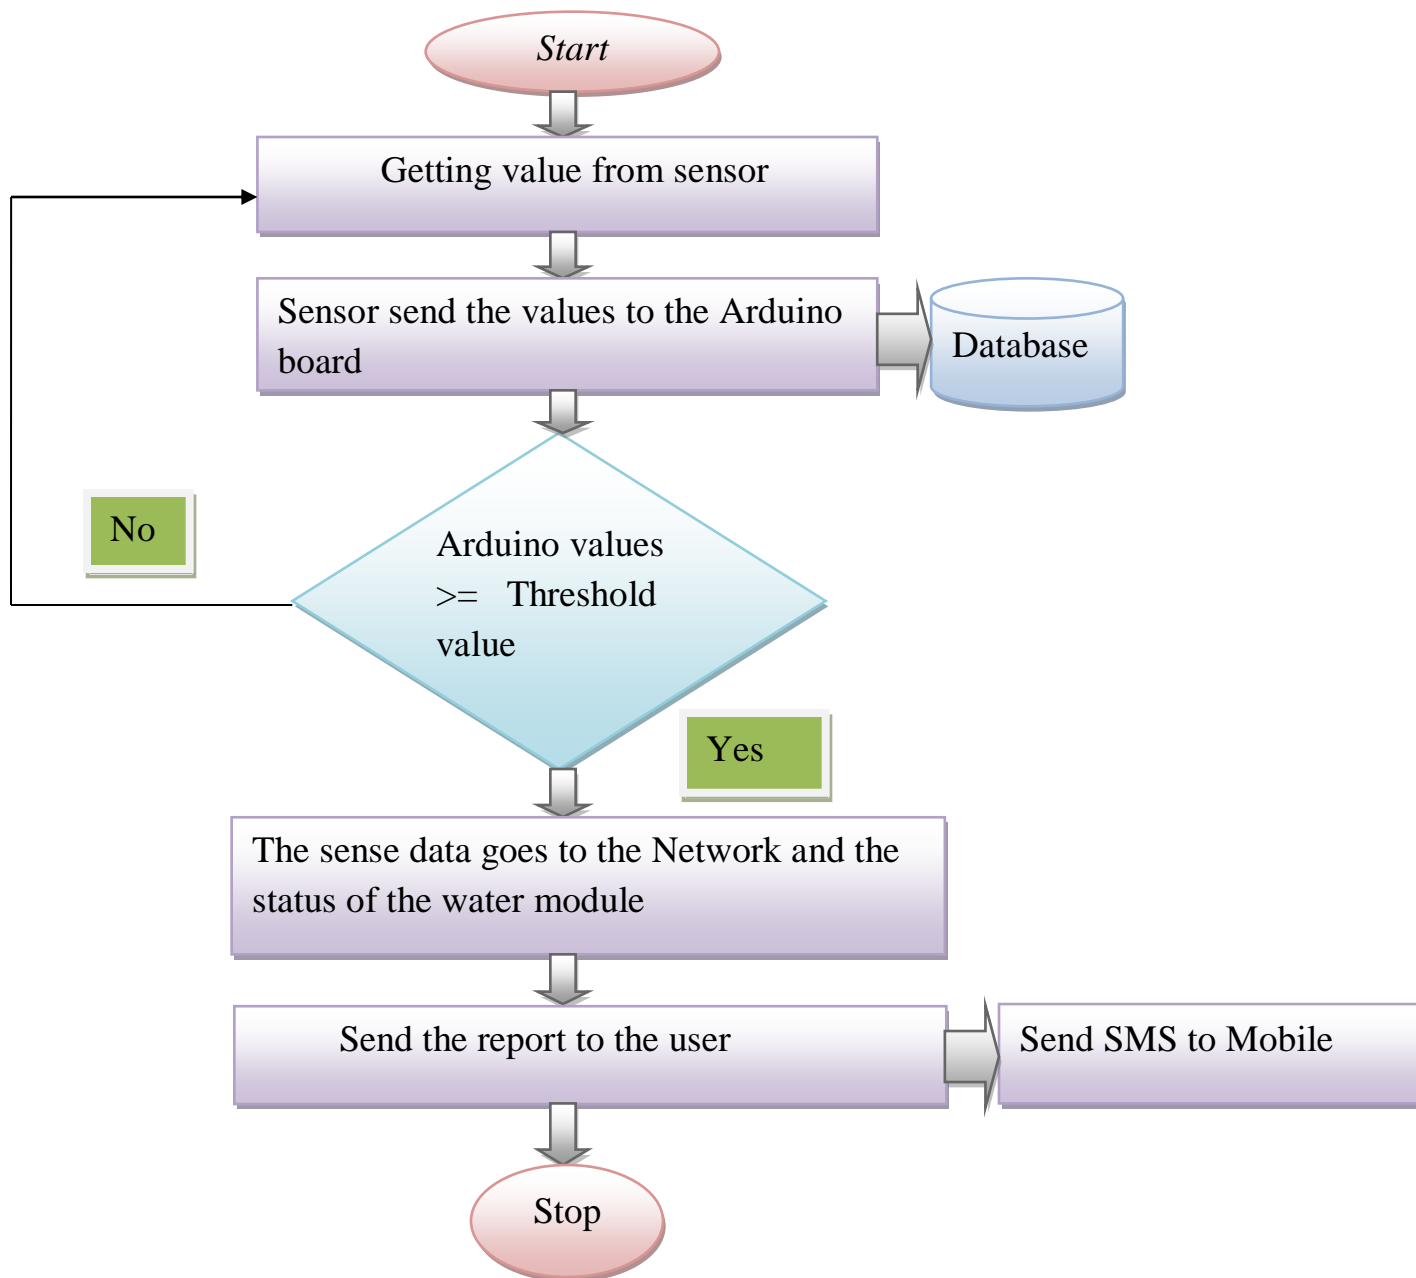 Start
Getting value from sensor
Sensor send the values to the Arduino
board
Database
No
Arduino values
>= Threshold
value
Yes
The sense data goes to the Network and the
status of the water module
Send the report to the user
Send SMS to Mobile
Stop